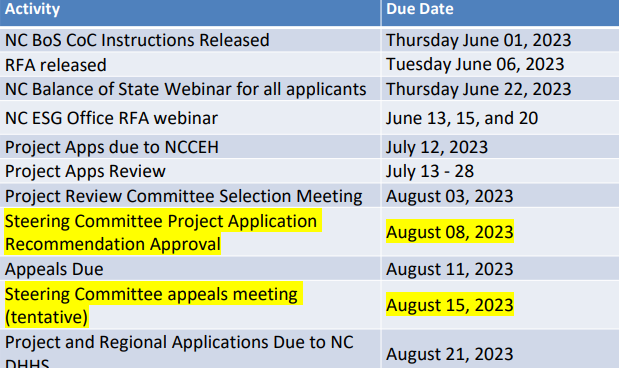 Activity Due Date
NC BoS CoC Instructions Released Thursday June 01, 2023
RFA released Tuesday June 06, 2023
NC Balance of State Webinar for all applicants Thursday June 22, 2023
NC ESG Office RFA webinar June 13, 15, and 20
Project Apps due to NCCEH July 12, 2023
Project Apps Review July 13 - 28
Project Review Committee Selection Meeting August 03, 2023
Steering Committee Project Application
Recommendation Approval August 08, 2023
Appeals Due August 11, 2023
Steering Committee appeals meeting
(tentative) August 15, 2023
Project and Regional Applications Due to NC
DHHS August 21, 2023